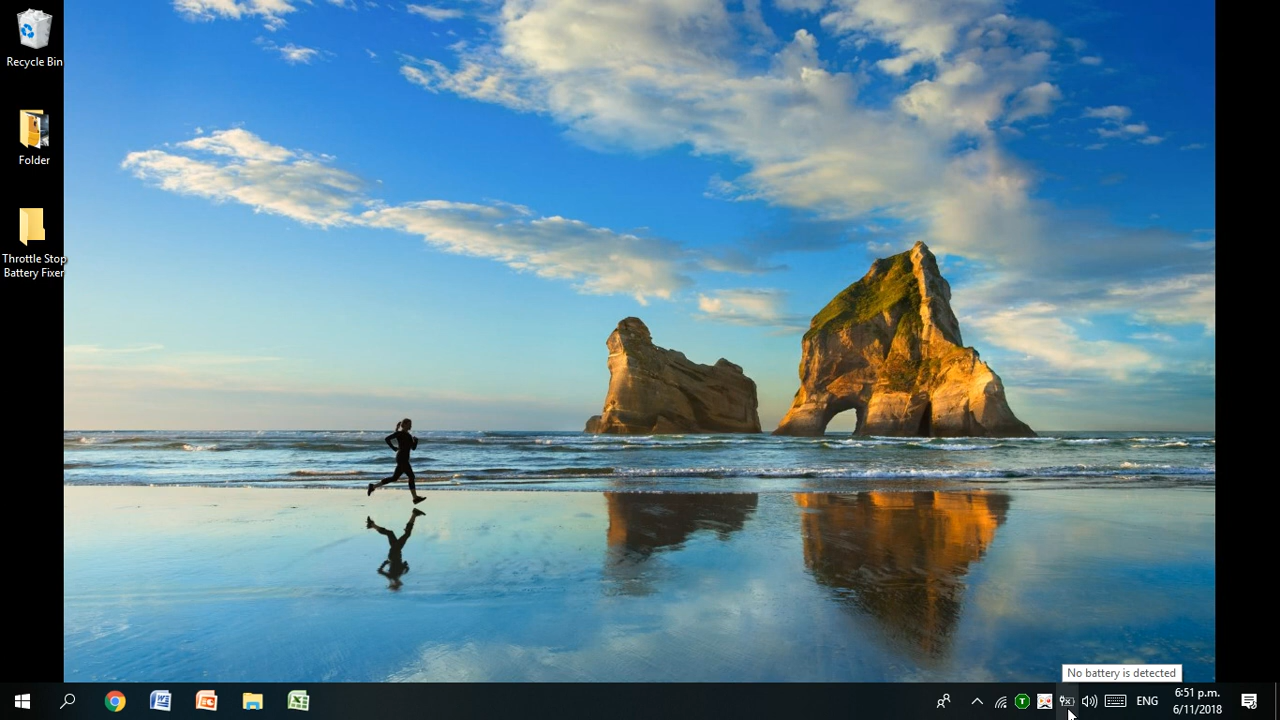 Recycle Bin
Folder
Throttle Stop
Battery Fixer
No battery is detected
ENG
6:51 p.m.
6/11/2018